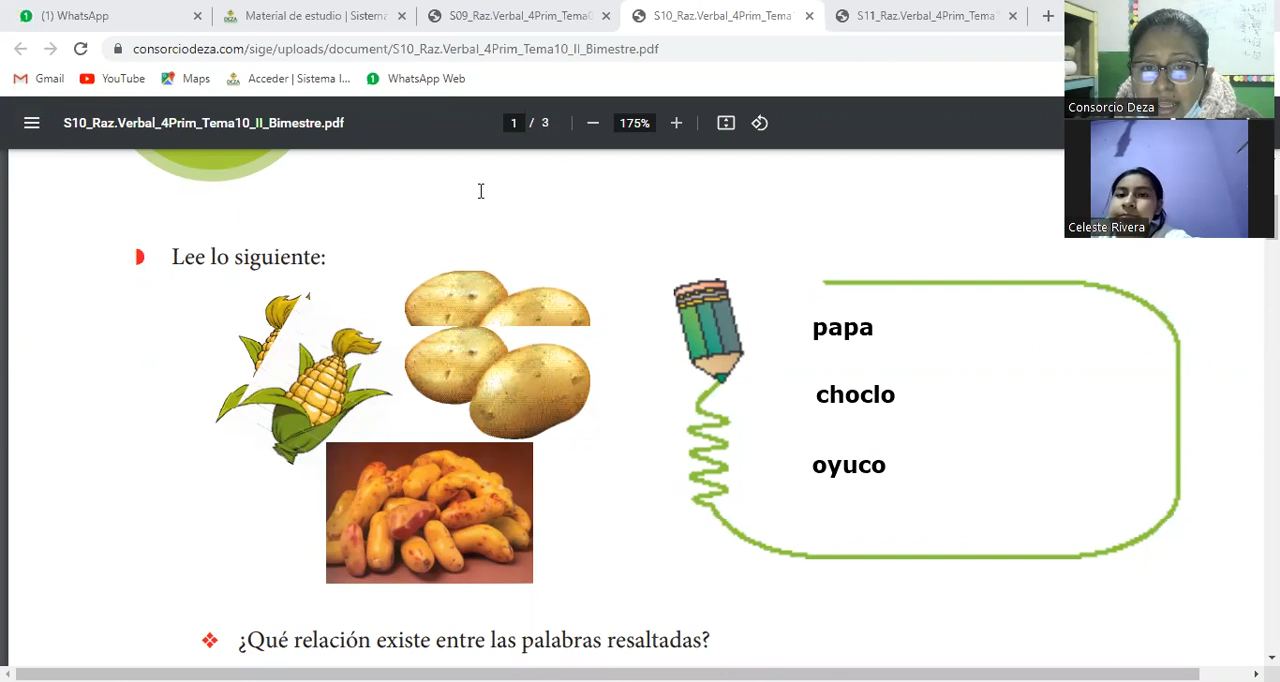 (1) WhatsApp
Material de estudio | Sistema
S09_Raz.Verbal_4Prim_Tema0
S10_Raz.Verbal_4Prim_Tema
S11_Raz.Verbal_4Prim_Tema
consorciodeza.com/sige/uploads/document/S10_Raz.Verbal_4Prim_Tema10_II_Bimestre.pdf
Gmail
YouTube
Maps
Acceder | Sistema I...
WhatsApp Web
Consorcio Deza
S10_Raz.Verbal_4Prim_Tema10_II_Bimestre.pdf
1 / 3
175%
Celeste Rivera
Lee lo siguiente:
papa
choclo
oyuco
¿Qué relación existe entre las palabras resaltadas?